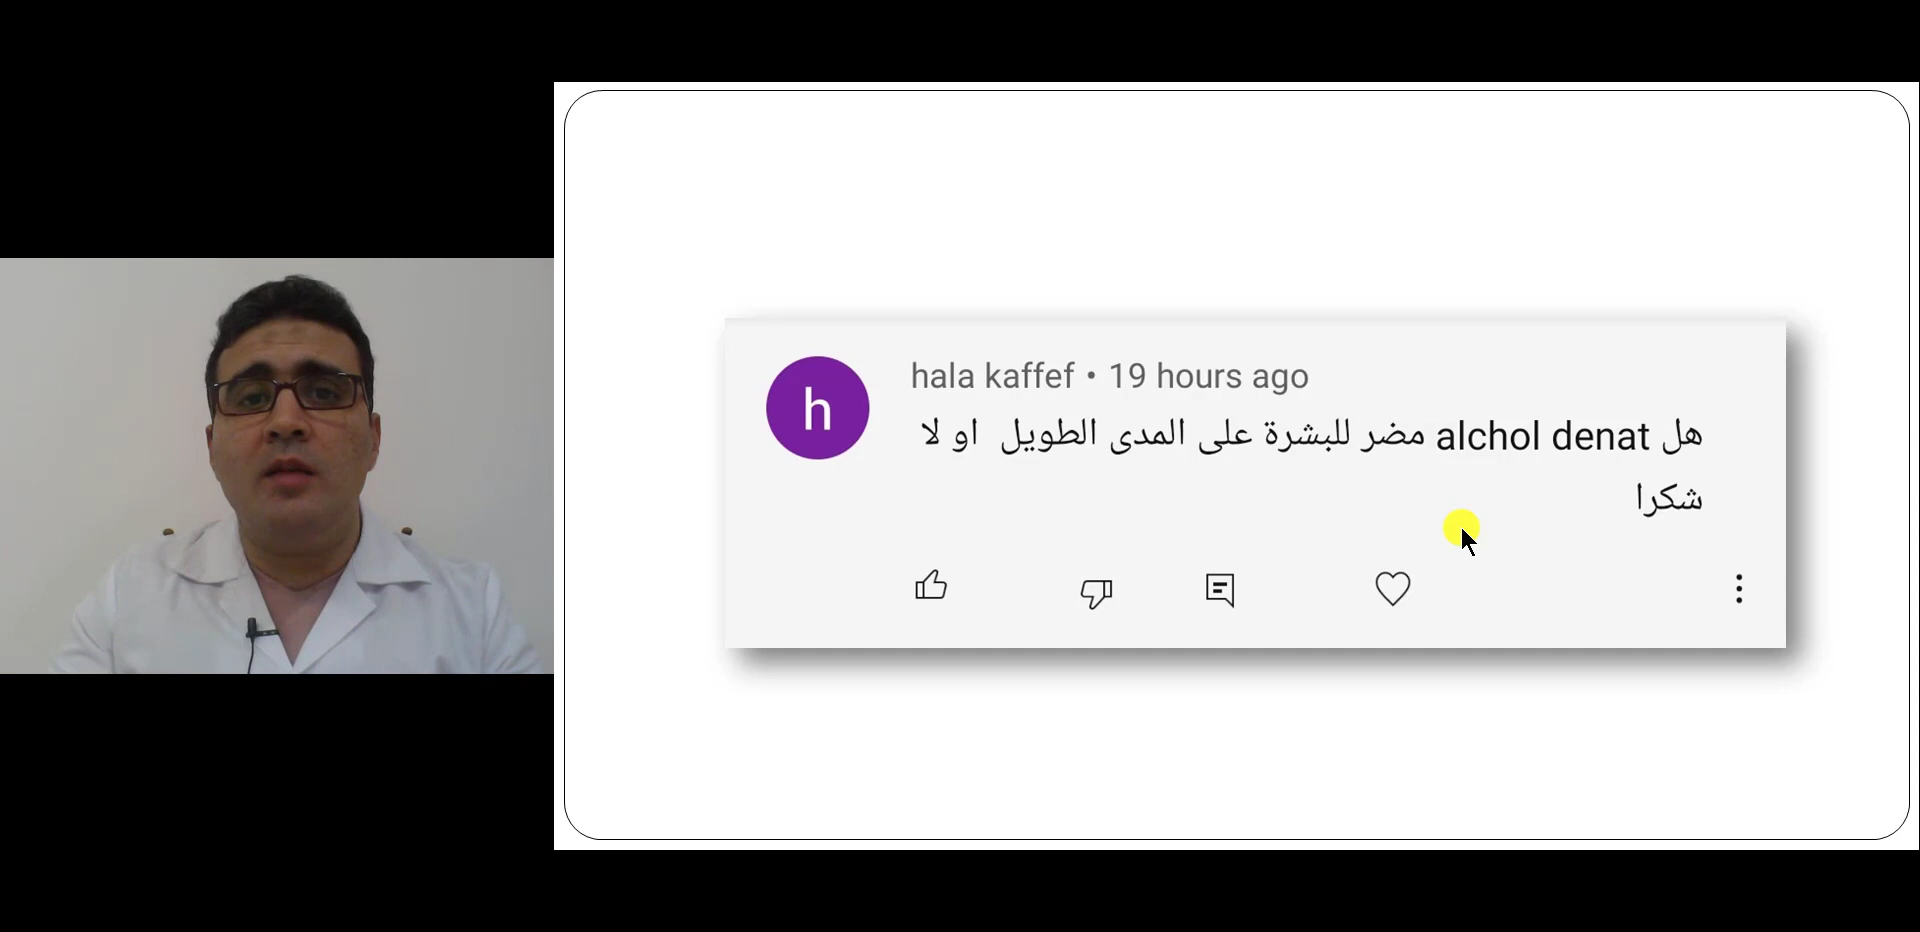 h
hala kaffef • 19 hours ago
هل alchol denat مضر للبشرة على المدى الطويل او لا
شكرا